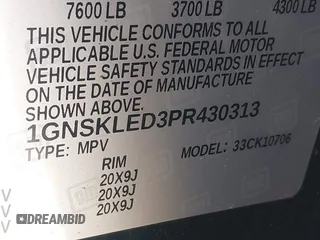 7600 LB 3700 LB 4300 LB
THIS VEHICLE CONFORMS TO ALL
APPLICABLE U.S. FEDERAL MOTOR
VEHICLE SAFETY STANDARDS IN EFFECT
ON THE DATE OF MANUFACTURE
SHOWN ABOVE.
1GNSKLED3PR430313
TYPE: MPV MODEL: 33CK10706
RIM
20X9J
20X9J
20X9J
DREAMBID